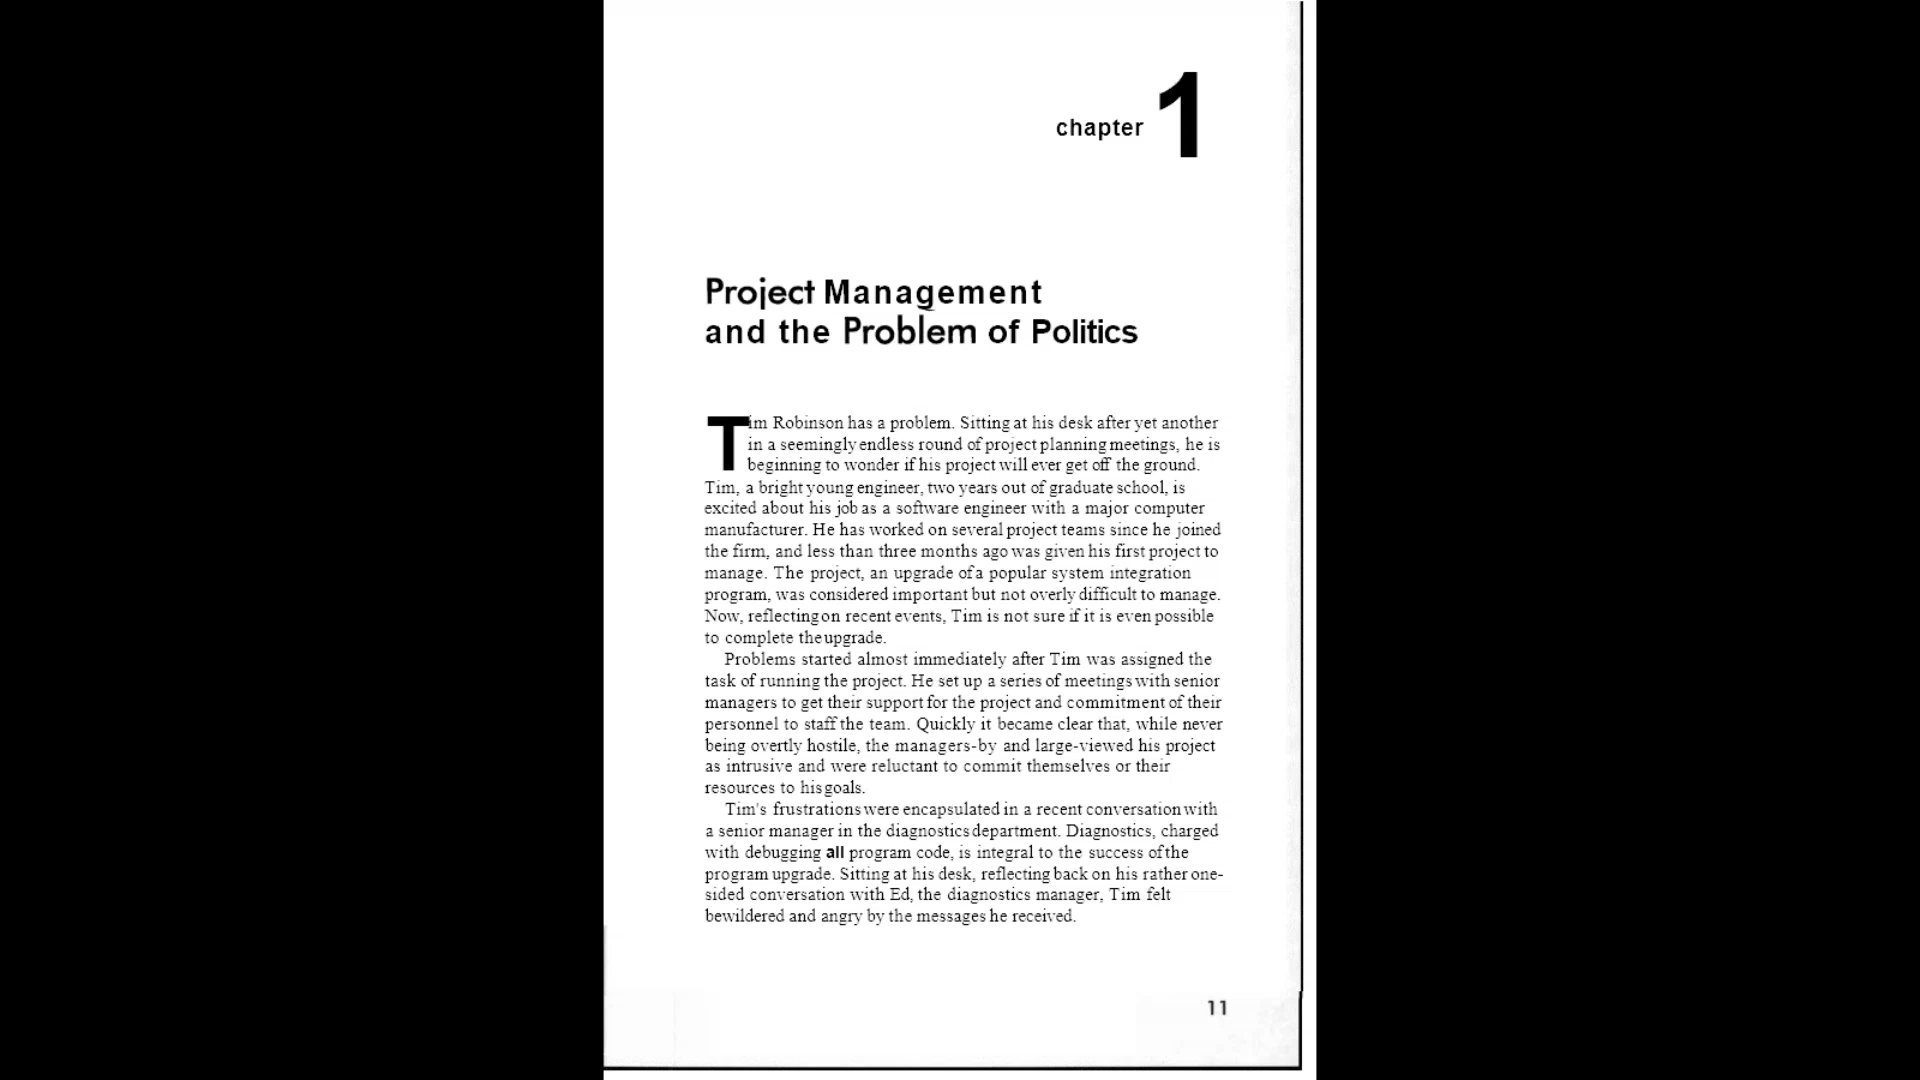 chapter 1
Project Management
and the Problem of Politics
Tim Robinson has a problem. Sitting at his desk after yet another
in a seemingly endless round of project planning meetings, he is
beginning to wonder if his project will ever get off the ground.
Tim, a bright young engineer, two years out of graduate school, is
excited about his job as a software engineer with a major computer
manufacturer. He has worked on several project teams since he joined
the firm, and less than three months ago was given his first project to
manage. The project, an upgrade of a popular system integration
program, was considered important but not overly difficult to manage.
Now, reflecting on recent events, Tim is not sure if it is even possible
to complete the upgrade.
Problems started almost immediately after Tim was assigned the
task of running the project. He set up a series of meetings with senior
managers to get their support for the project and commitment of their
personnel to staff the team. Quickly it became clear that, while never
being overtly hostile, the managers-by and large-viewed his project
as intrusive and were reluctant to commit themselves or their
resources to his goals.
Tim's frustrations were encapsulated in a recent conversation with
a senior manager in the diagnostics department. Diagnostics, charged
with debugging all program code, is integral to the success of the
program upgrade. Sitting at his desk, reflecting back on his rather one-
sided conversation with Ed, the diagnostics manager, Tim felt
bewildered and angry by the messages he received.
11